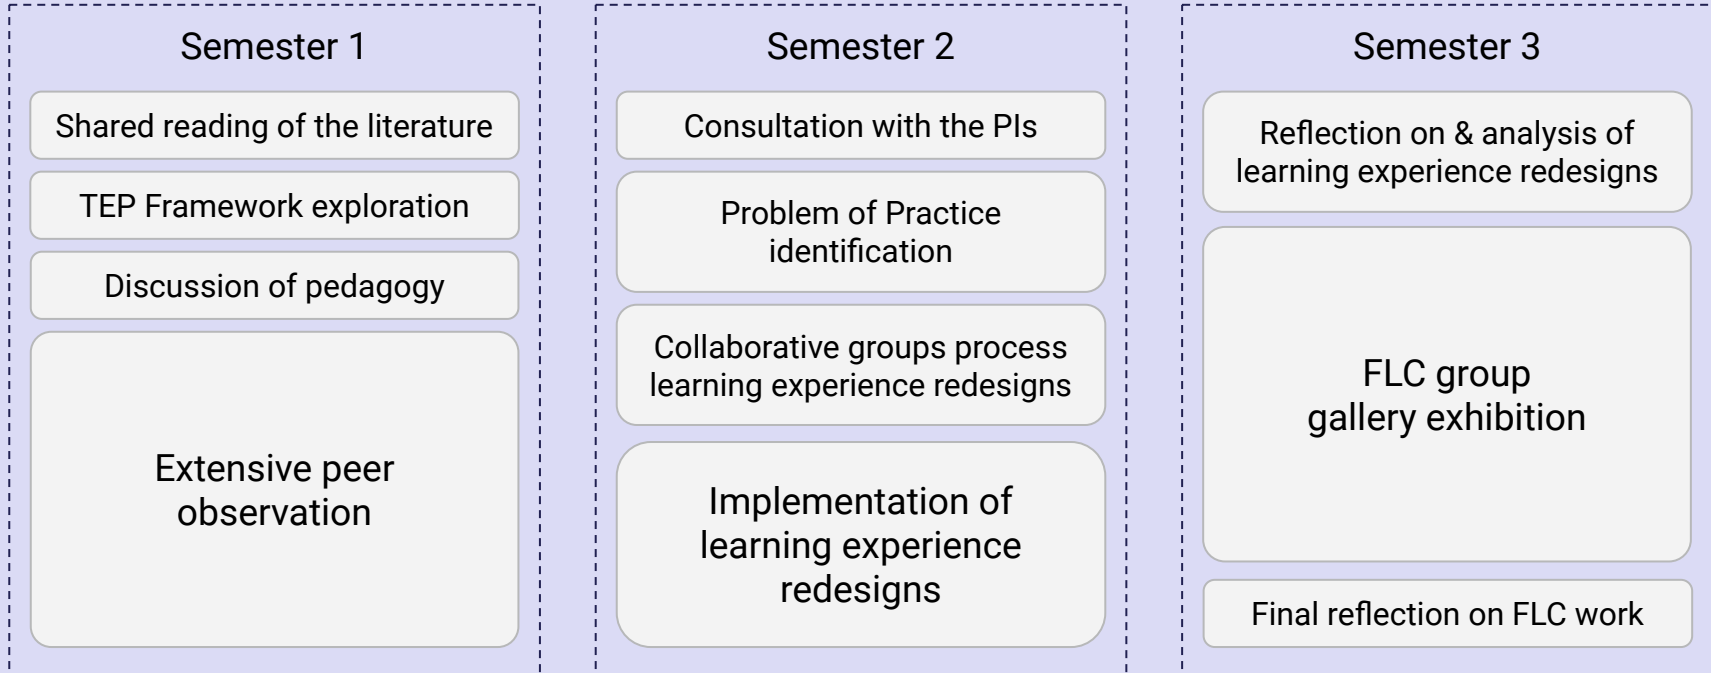 Semester 1
Shared reading of the literature
TEP Framework exploration
Discussion of pedagogy
Extensive peer
observation
Semester 2
Consultation with the PIs
Problem of Practice
identification
Collaborative groups process
learning experience redesigns
Implementation of
learning experience
redesigns
Semester 3
Reflection on & analysis of
learning experience redesigns
FLC group
gallery exhibition
Final reflection on FLC work